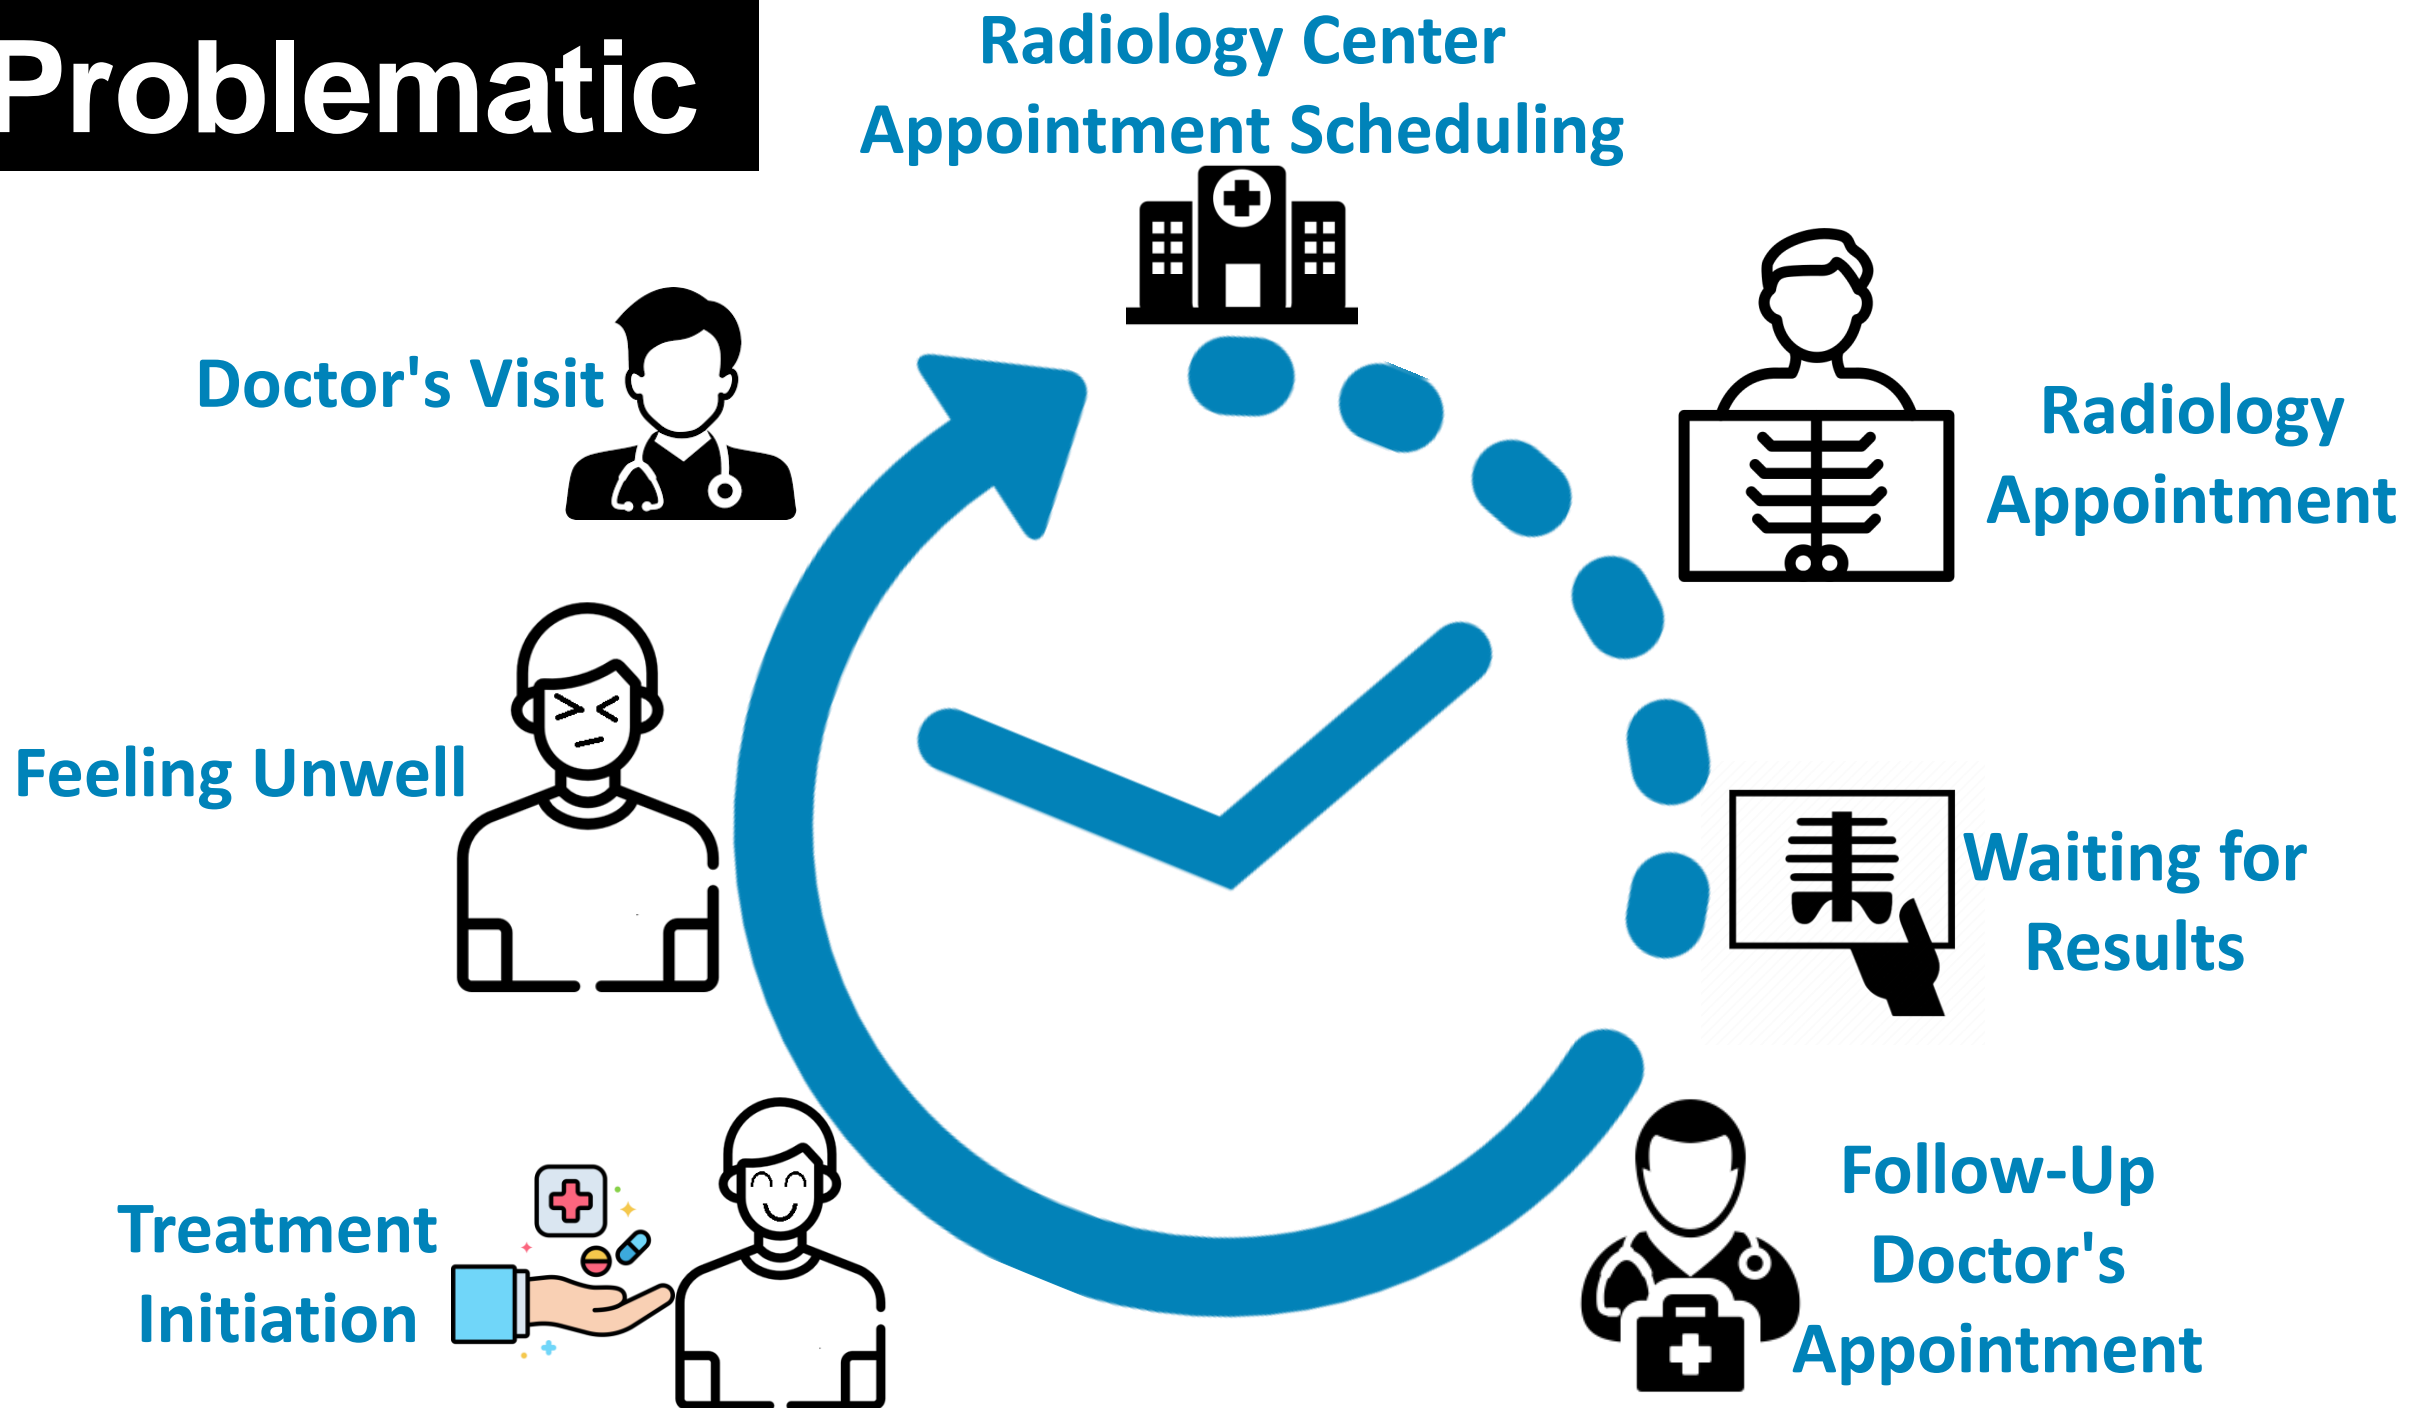 Problematic
Radiology Center
Appointment Scheduling
Doctor's Visit
Radiology
Appointment
Feeling Unwell
Waiting for
Results
Treatment
Initiation
Follow-Up
Doctor's
Appointment